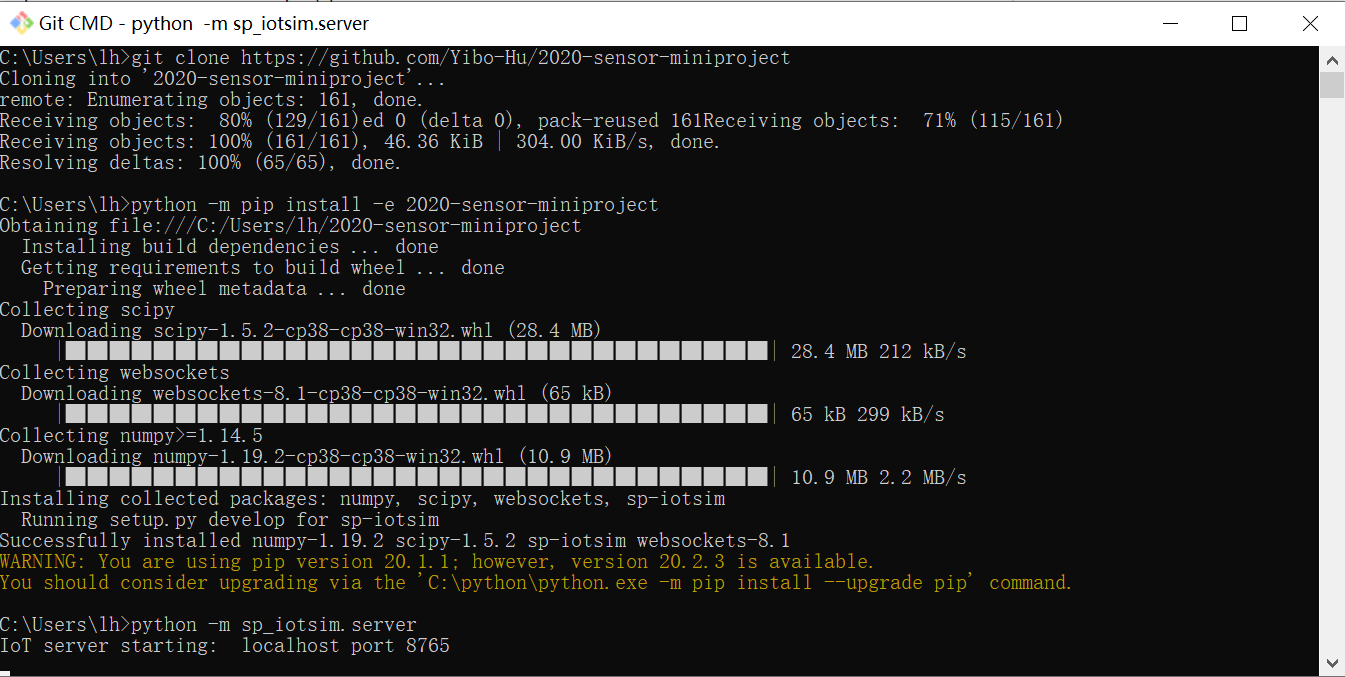 Git CMD - python -m sp_iotsim.server
C:\Users\lh>git clone https://github.com/Yibo-Hu/2020-sensor-miniproject
Cloning into '2020-sensor-miniproject'...
remote: Enumerating objects: 161, done.
Receiving objects:  80% (129/161)ed 0 (delta 0), pack-reused 161Receiving objects:  71% (115/161)
Receiving objects: 100% (161/161), 46.36 KiB | 304.00 KiB/s, done.
Resolving deltas: 100% (65/65), done.
C:\Users\lh>python -m pip install -e 2020-sensor-miniproject
Obtaining file:///C:/Users/lh/2020-sensor-miniproject
  Installing build dependencies ... done
  Getting requirements to build wheel ... done
    Preparing wheel metadata ... done
Collecting scipy
  Downloading scipy-1.5.2-cp38-cp38-win32.whl (28.4 MB)
28.4 MB 212 kB/s
Collecting websockets
  Downloading websockets-8.1-cp38-cp38-win32.whl (65 kB)
65 kB 299 kB/s
Collecting numpy>=1.14.5
  Downloading numpy-1.19.2-cp38-cp38-win32.whl (10.9 MB)
10.9 MB 2.2 MB/s
Installing collected packages: numpy, scipy, websockets, sp-iotsim
  Running setup.py develop for sp-iotsim
Successfully installed numpy-1.19.2 scipy-1.5.2 sp-iotsim websockets-8.1
WARNING: You are using pip version 20.1.1; however, version 20.2.3 is available.
You should consider upgrading via the 'C:\python\python.exe -m pip install --upgrade pip' command.
C:\Users\lh>python -m sp_iotsim.server
IoT server starting:  localhost port 8765